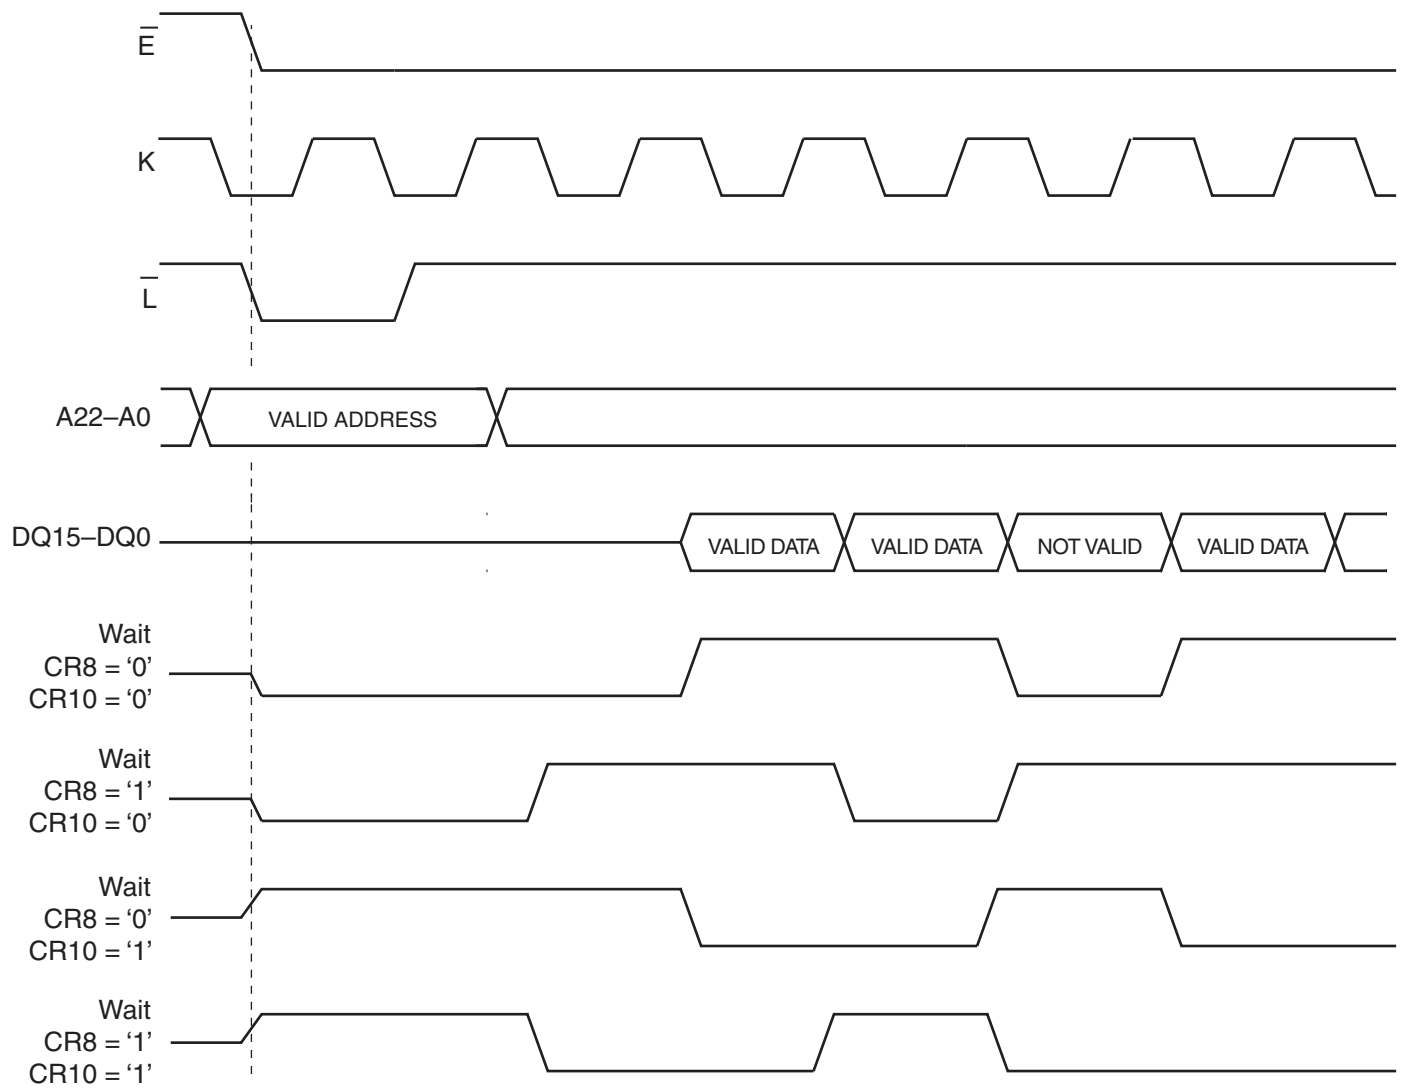 E̅
K
L̅
A22–A0
VALID ADDRESS
DQ15–DQ0
VALID DATA
VALID DATA
NOT VALID
VALID DATA
Wait
CR8 = ‘0’
CR10 = ‘0’
Wait
CR8 = ‘1’
CR10 = ‘0’
Wait
CR8 = ‘0’
CR10 = ‘1’
Wait
CR8 = ‘1’
CR10 = ‘1’